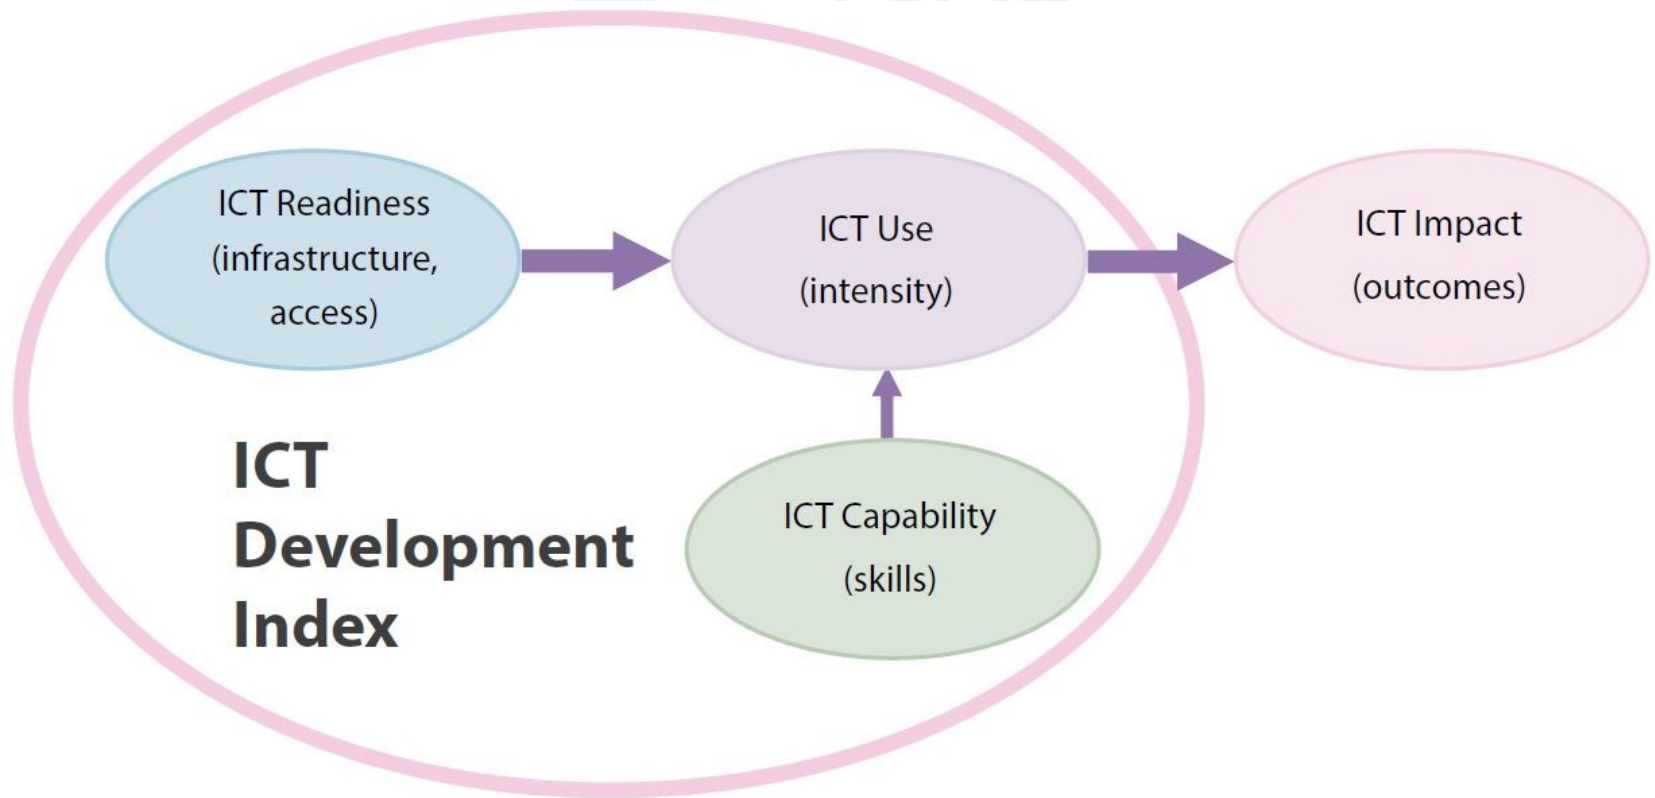 ICT Readiness
(infrastructure,
access)
ICT Use
(intensity)
ICT Impact
(outcomes)
ICT
Development
Index
ICT Capability
(skills)